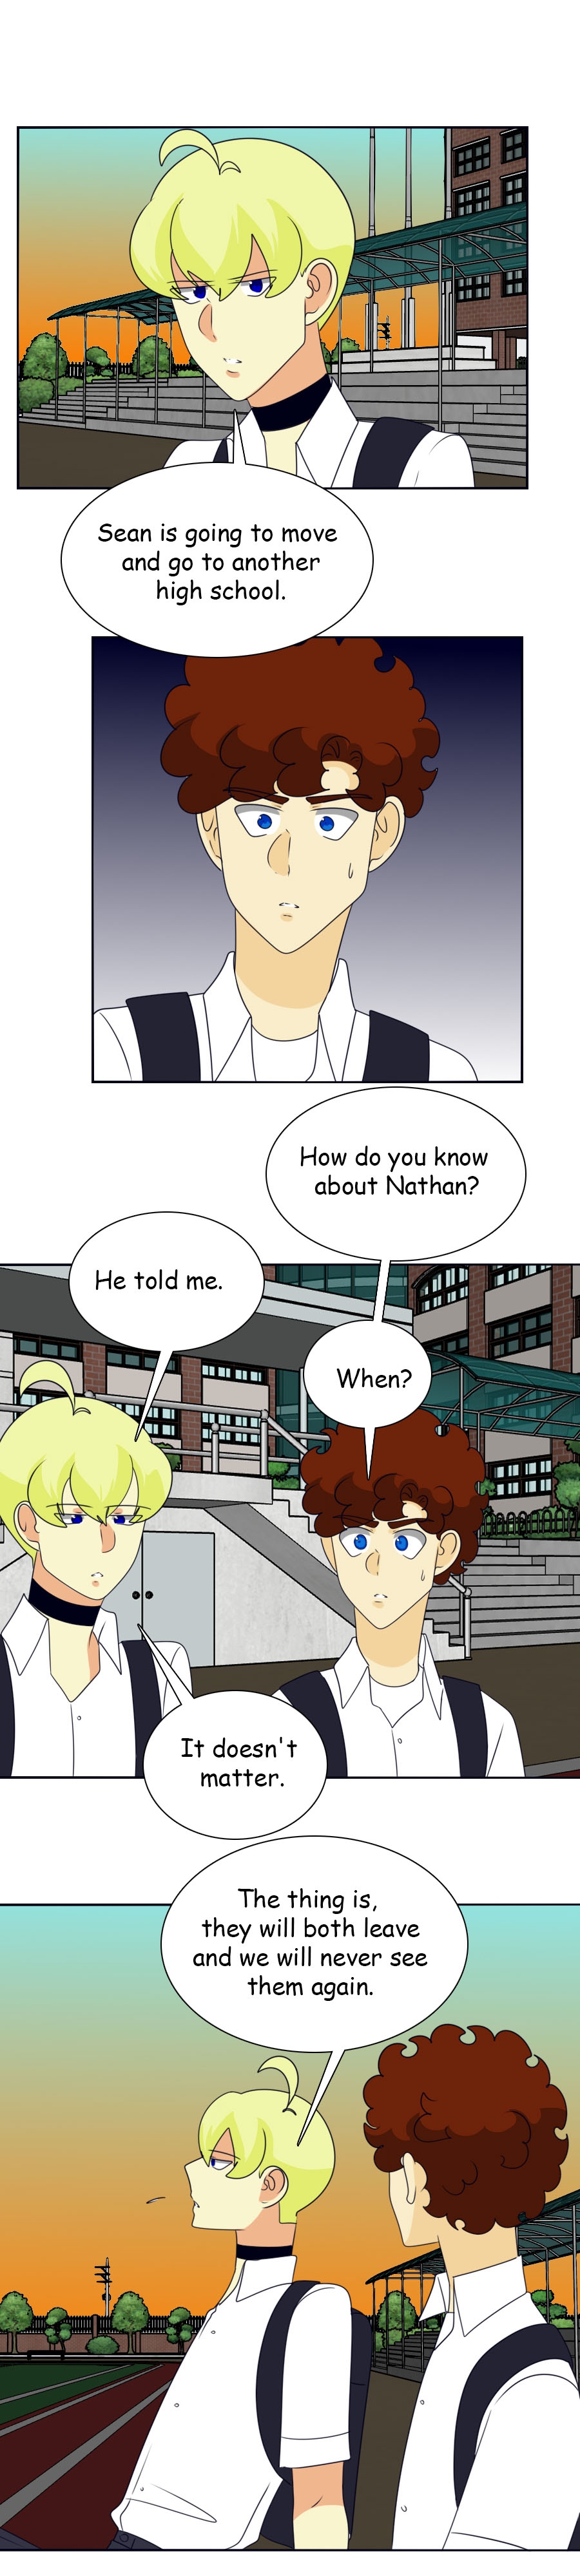 Sean is going to move
and go to another
high school.
How do you know
about Nathan?
He told me.
When?
It doesn't
matter.
The thing is,
they will both leave
and we will never see
them again.